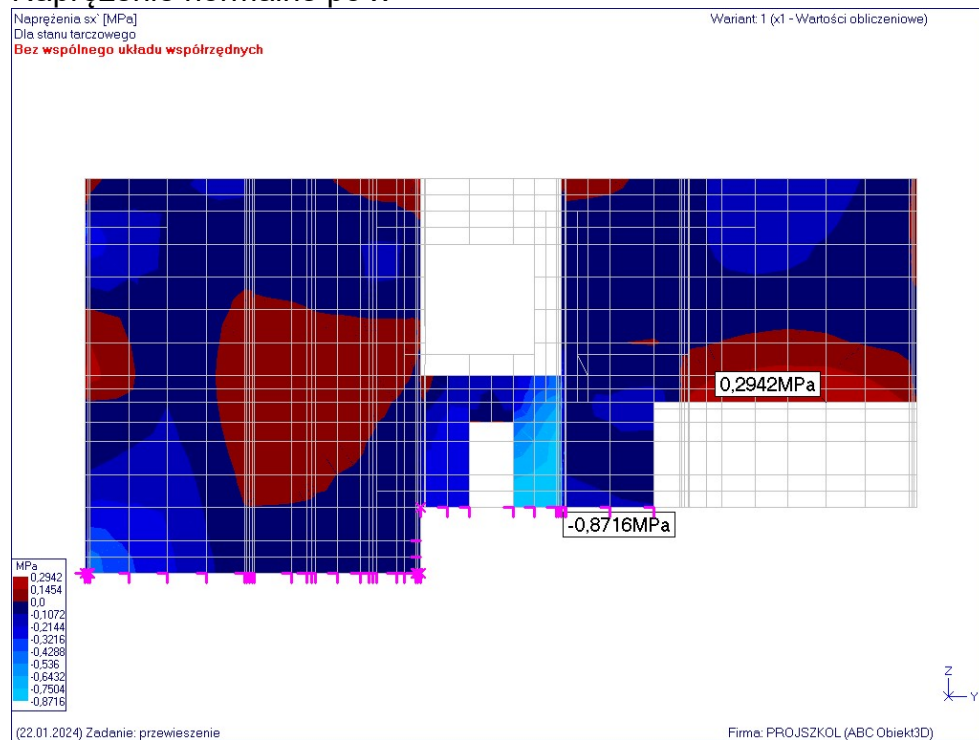 Naprężenia sx` [MPa]
Wariant: 1 (x1 - Wartości obliczeniowe)
Dla stanu tarczowego
Bez wspólnego układu współrzędnych
0,2942MPa
-0,8716MPa
MPa
0,2942
0,1454
0,0
-0,1072
-0,2144
-0,3216
-0,4288
-0,536
-0,6432
-0,7504
-0,8716
Z
Y
(22.01.2024) Zadanie: przewieszenie
Firma: PROJSZKOL (ABC Obiekt3D)